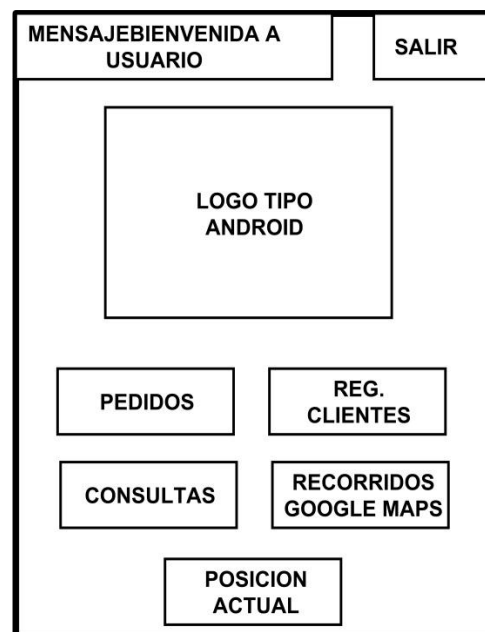 MENSAJEBIENVENIDA A
USUARIO
SALIR
LOGO TIPO
ANDROID
PEDIDOS
REG.
CLIENTES
CONSULTAS
RECORRIDOS
GOOGLE MAPS
POSICION
ACTUAL